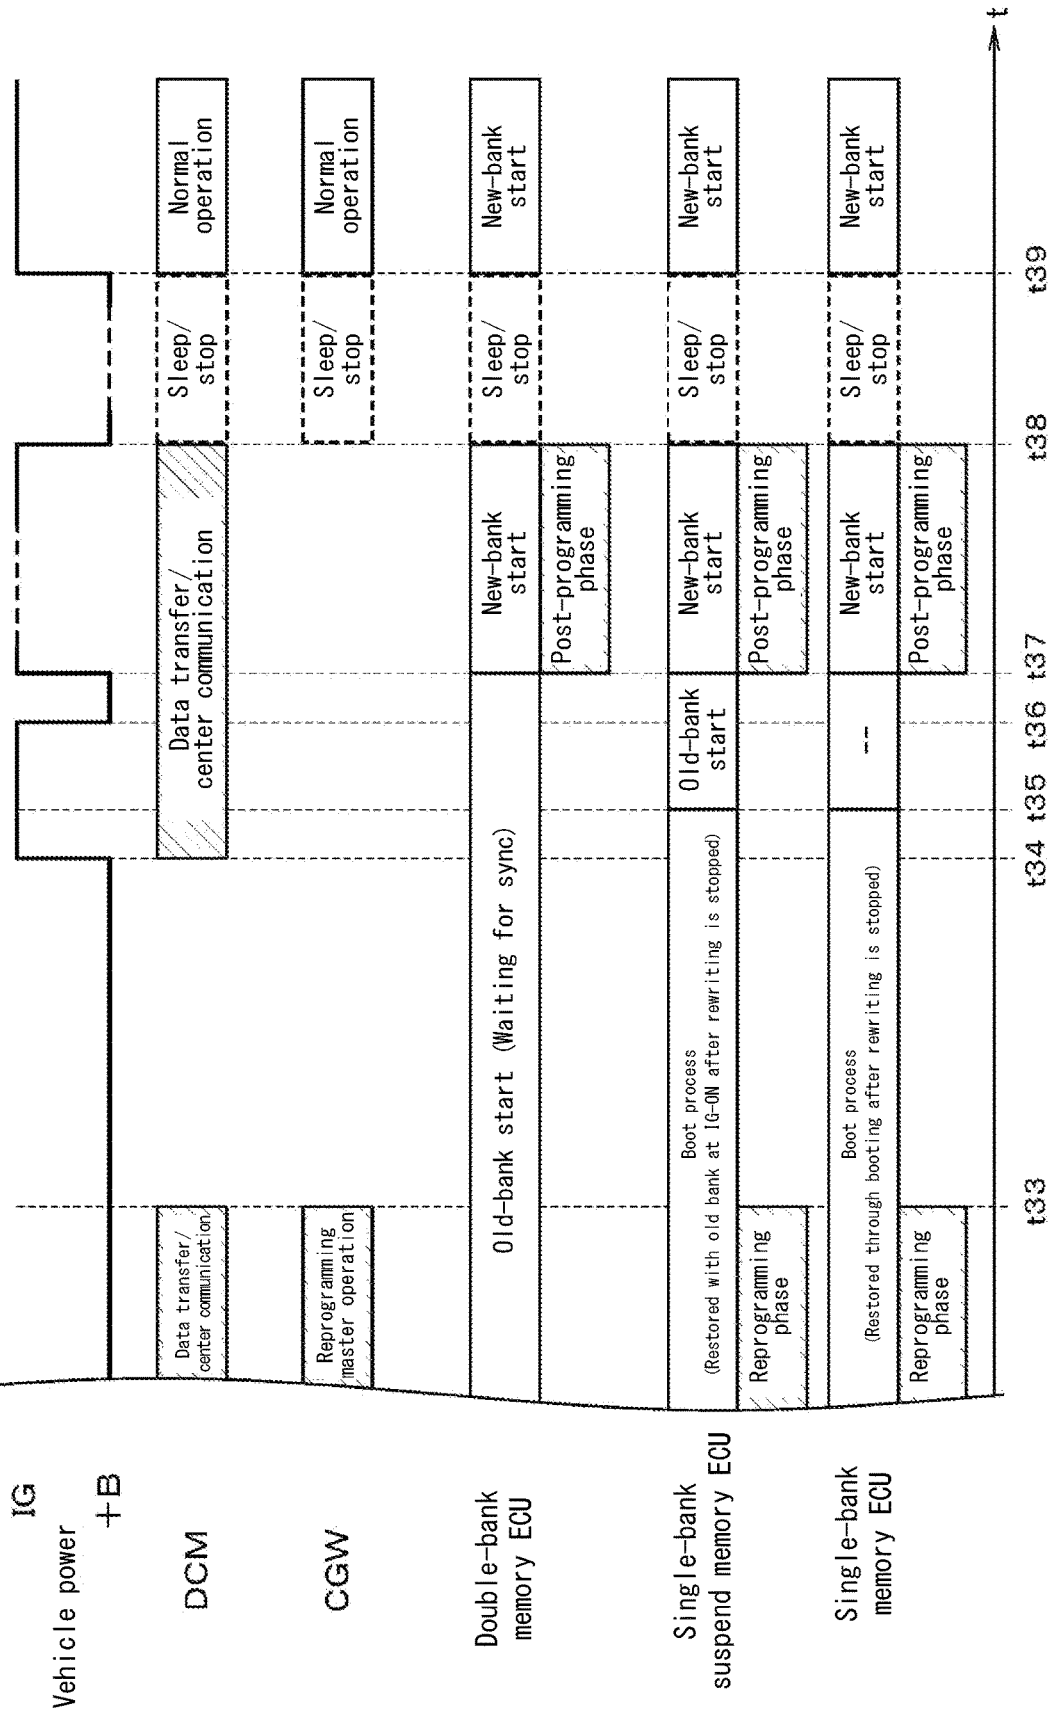 IG
Vehicle power
+B
DCM
Data transfer/
center communication
Data transfer/
center communication
Sleep/
stop
Normal
operation
CGW
Reprogramming
master operation
Sleep/
stop
Normal
operation
Double-bank
memory ECU
Old-bank start (Waiting for sync)
New-bank
start
Post-programming
phase
Sleep/
stop
New-bank
start
Single-bank
suspend memory ECU
Boot process
(Restored with old bank at IG-ON after rewriting is stopped)
Reprogramming
phase
Old-bank
start
New-bank
start
Post-programming
phase
Sleep/
stop
New-bank
start
Single-bank
memory ECU
Boot process
(Restored through booting after rewriting is stopped)
Reprogramming
phase
--
New-bank
start
Post-programming
phase
Sleep/
stop
New-bank
start
t
t33
t34
t35
t36
t37
t38
t39